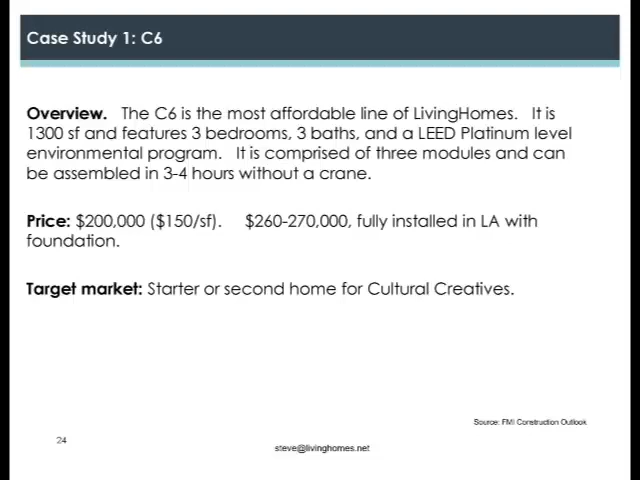 Case Study 1: C6
Overview. The C6 is the most affordable line of LivingHomes. It is
1300 sf and features 3 bedrooms, 3 baths, and a LEED Platinum level
environmental program. It is comprised of three modules and can
be assembled in 3-4 hours without a crane.
Price: $200,000 ($150/sf). $260-270,000, fully installed in LA with
foundation.
Target market: Starter or second home for Cultural Creatives.
Source: FMI Construction Outlook
24
steve@livinghomes.net